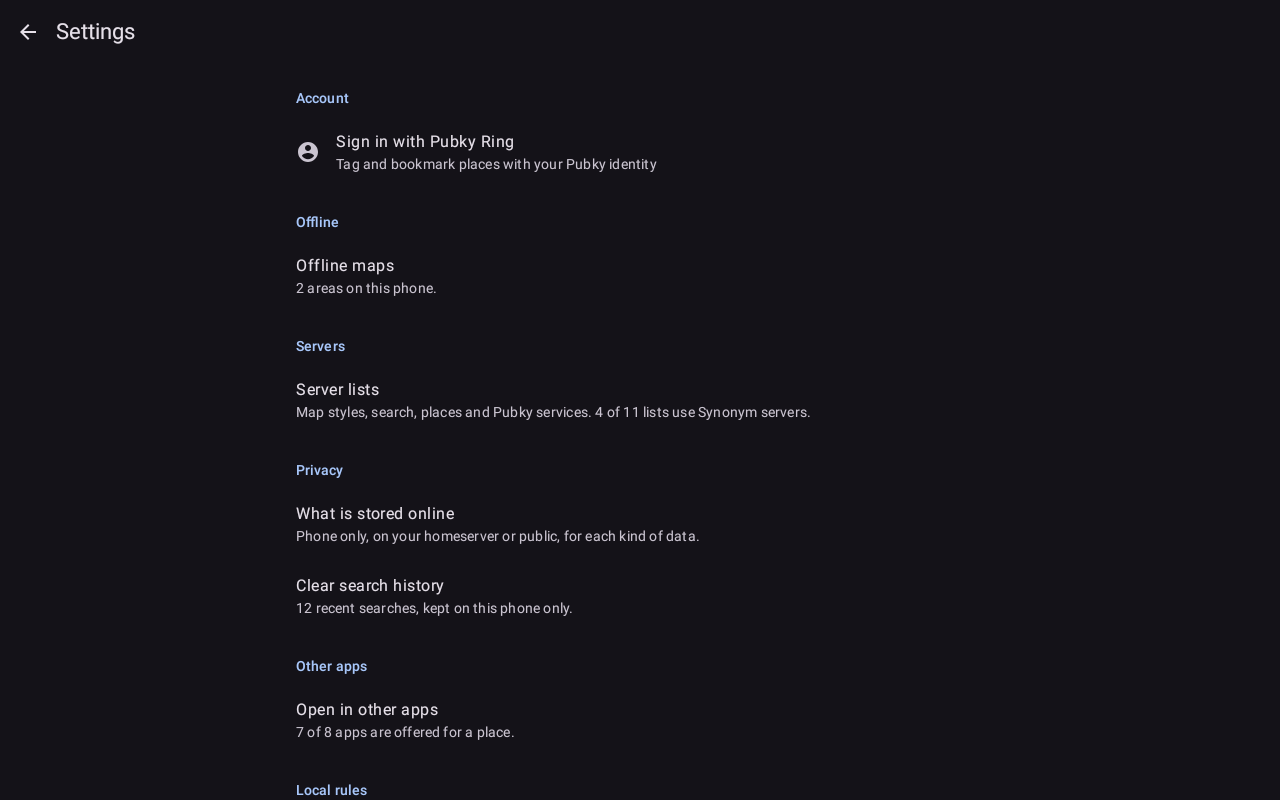 Settings
Account
Sign in with Pubky Ring
Tag and bookmark places with your Pubky identity
Offline
Offline maps
2 areas on this phone.
Servers
Server lists
Map styles, search, places and Pubky services. 4 of 11 lists use Synonym servers.
Privacy
What is stored online
Phone only, on your homeserver or public, for each kind of data.
Clear search history
12 recent searches, kept on this phone only.
Other apps
Open in other apps
7 of 8 apps are offered for a place.
Local rules